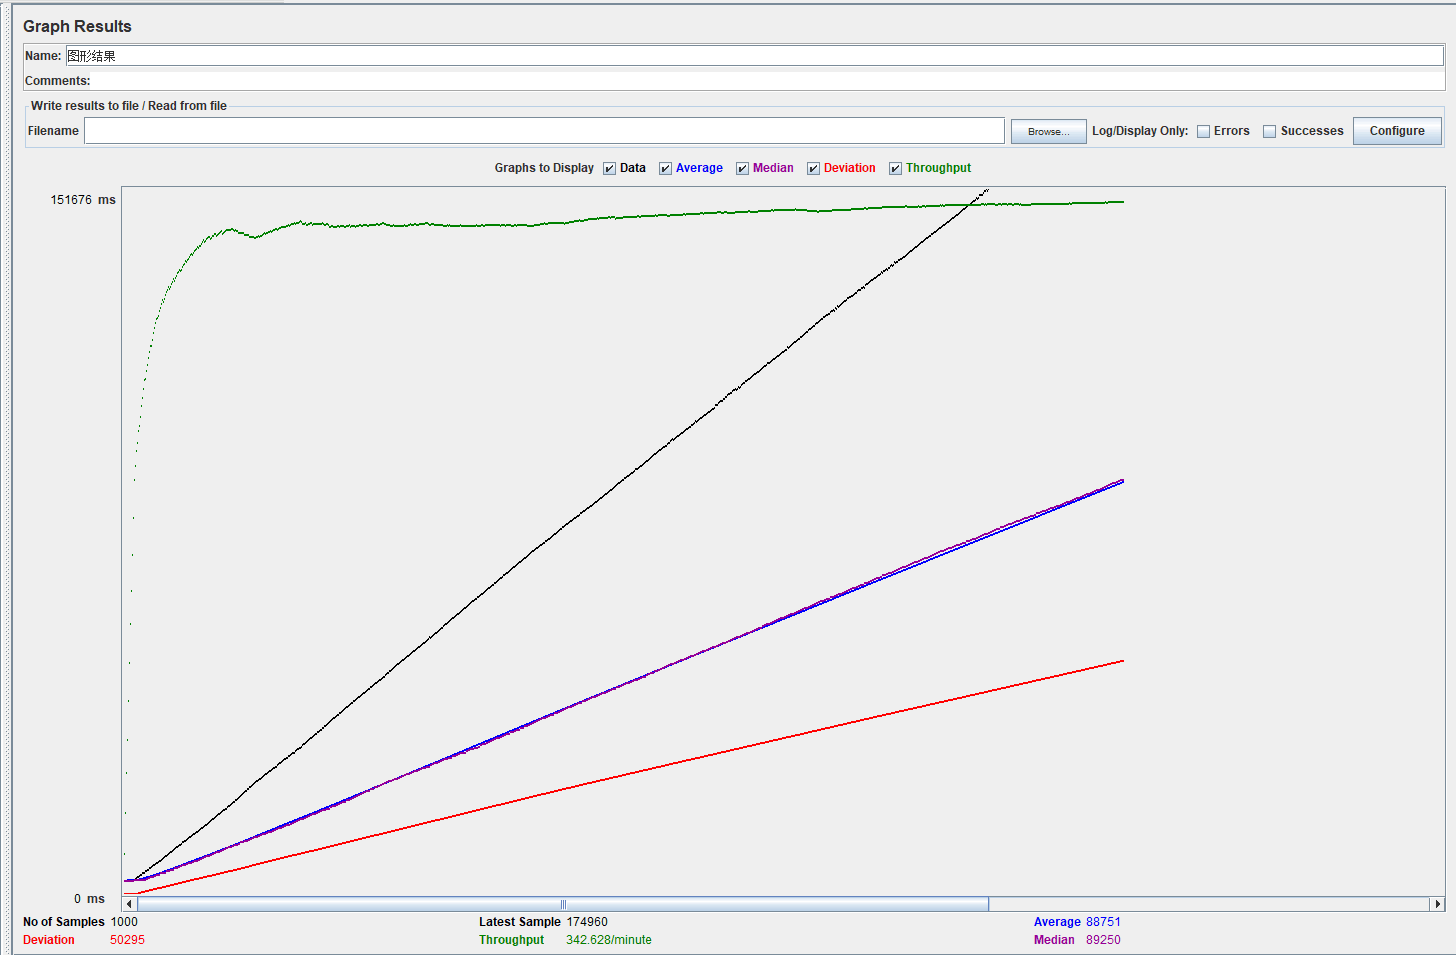 Graph Results
Name: 图形结果
Comments:
Write results to file / Read from file
Filename Browse... Log/Display Only: Errors Successes Configure
Graphs to Display Data Average Median Deviation Throughput
151676 ms
0 ms
No of Samples 1000 Latest Sample 174960 Average 88751
Deviation 50295 Throughput 342.628/minute Median 89250